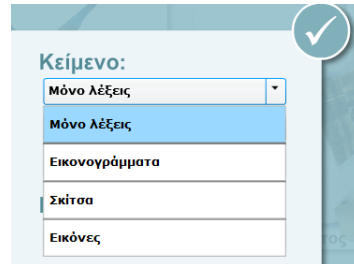 Κείμενο:
Μόνο λέξεις
Μόνο λέξεις
Εικονογράμματα
Σκίτσα
Εικόνες